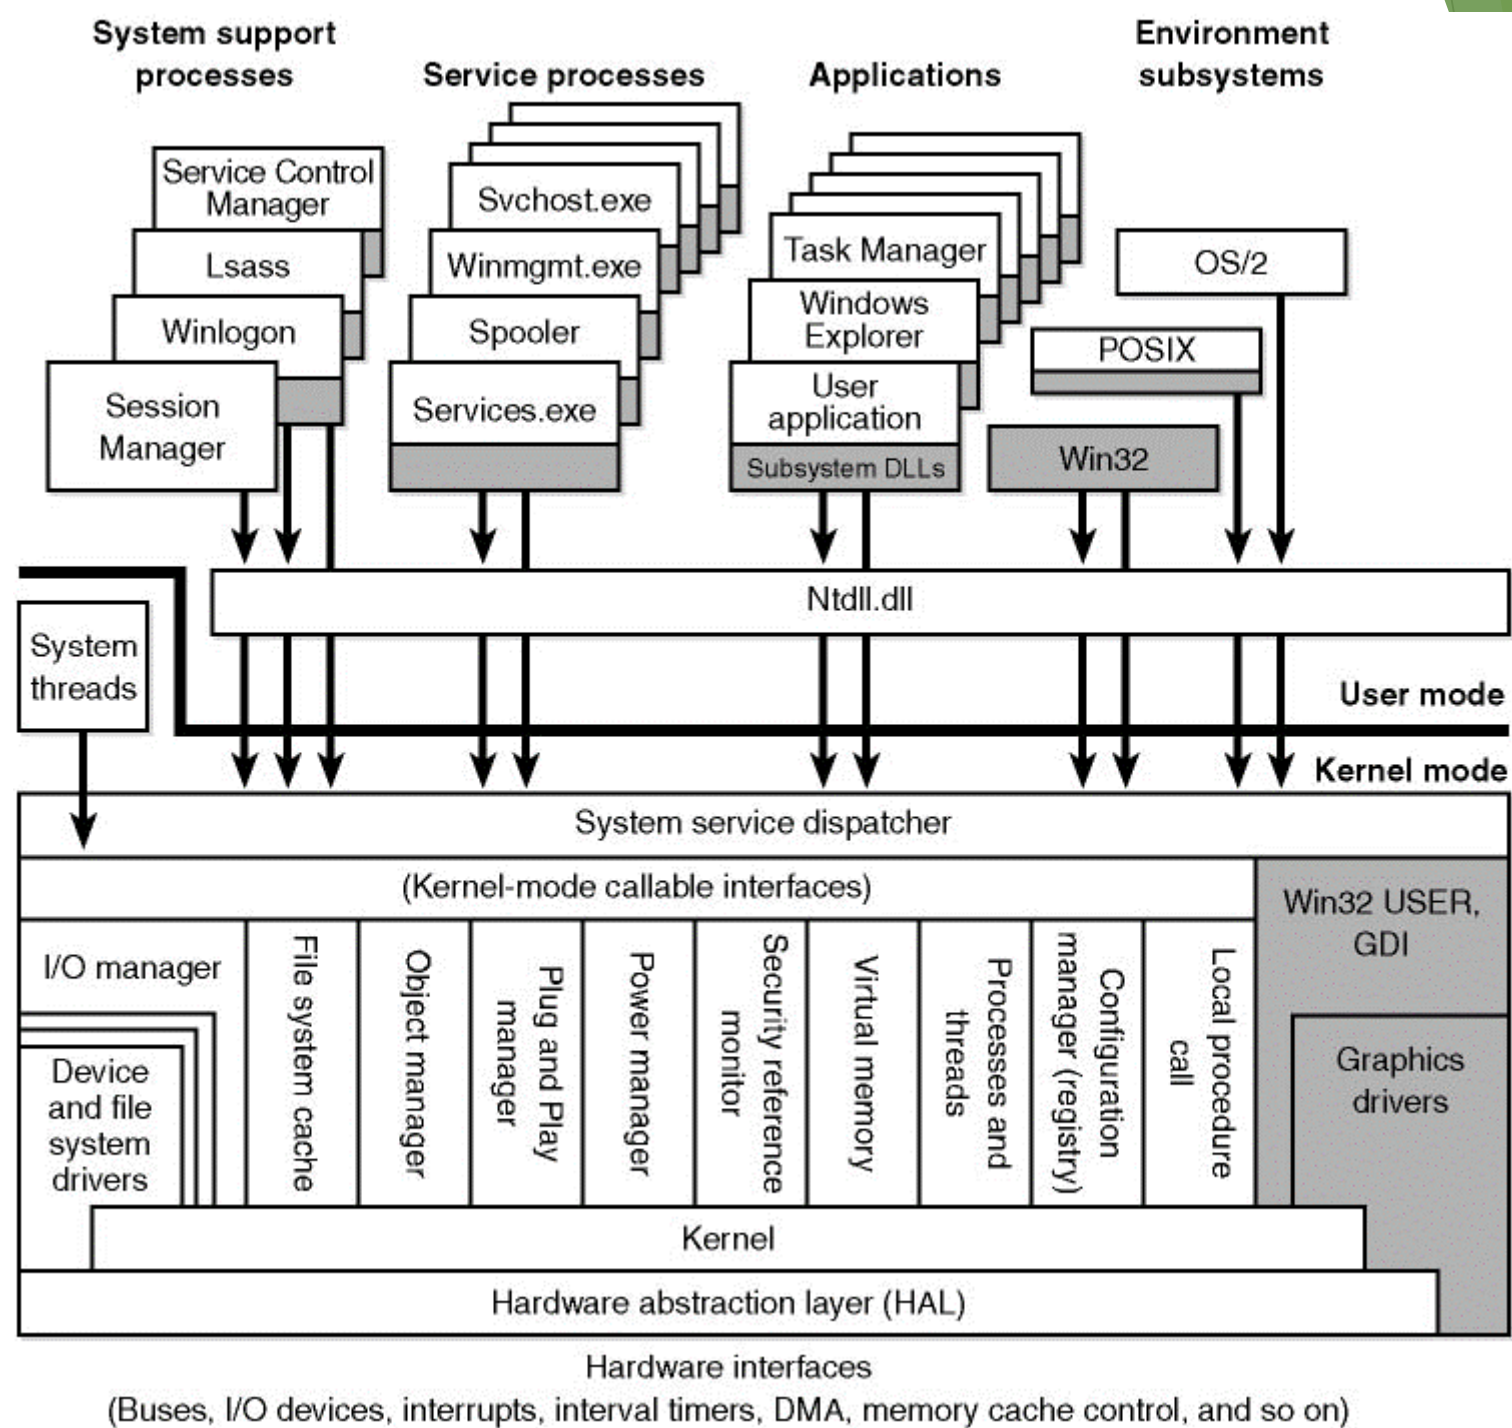 System support
processes
Service processes
Applications
Environment
subsystems
Service Control
Manager
Lsass
Winlogon
Session
Manager
Svchost.exe
Winmgmt.exe
Spooler
Services.exe
Task Manager
Windows
Explorer
User
application
Subsystem DLLs
OS/2
POSIX
Win32
Ntdll.dll
System
threads
User mode
Kernel mode
System service dispatcher
(Kernel-mode callable interfaces)
Win32 USER,
GDI
I/O manager
Device
and file
system
drivers
File system cache
Object manager
Plug and Play
manager
Power manager
Security reference
monitor
Virtual memory
Processes and
threads
Configuration
manager (registry)
Local procedure
call
Graphics
drivers
Kernel
Hardware abstraction layer (HAL)
Hardware interfaces
(Buses, I/O devices, interrupts, interval timers, DMA, memory cache control, and so on)